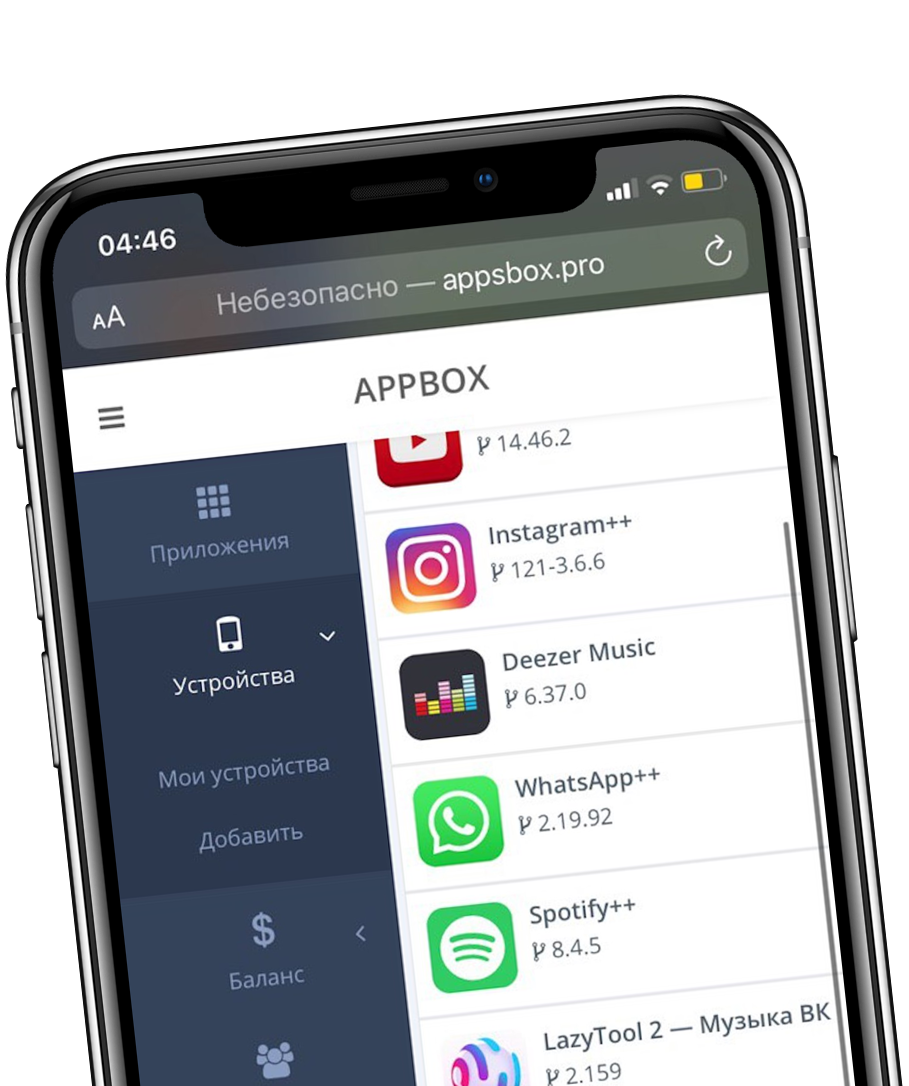 04:46
AA
Небезопасно — appsbox.pro
APPBOX
Приложения
Устройства
Мои устройства
Добавить
$
Баланс
14.46.2
Instagram++
121-3.6.6
Deezer Music
6.37.0
WhatsApp++
2.19.92
Spotify++
8.4.5
LazyTool 2 — Музыка ВК
2.159